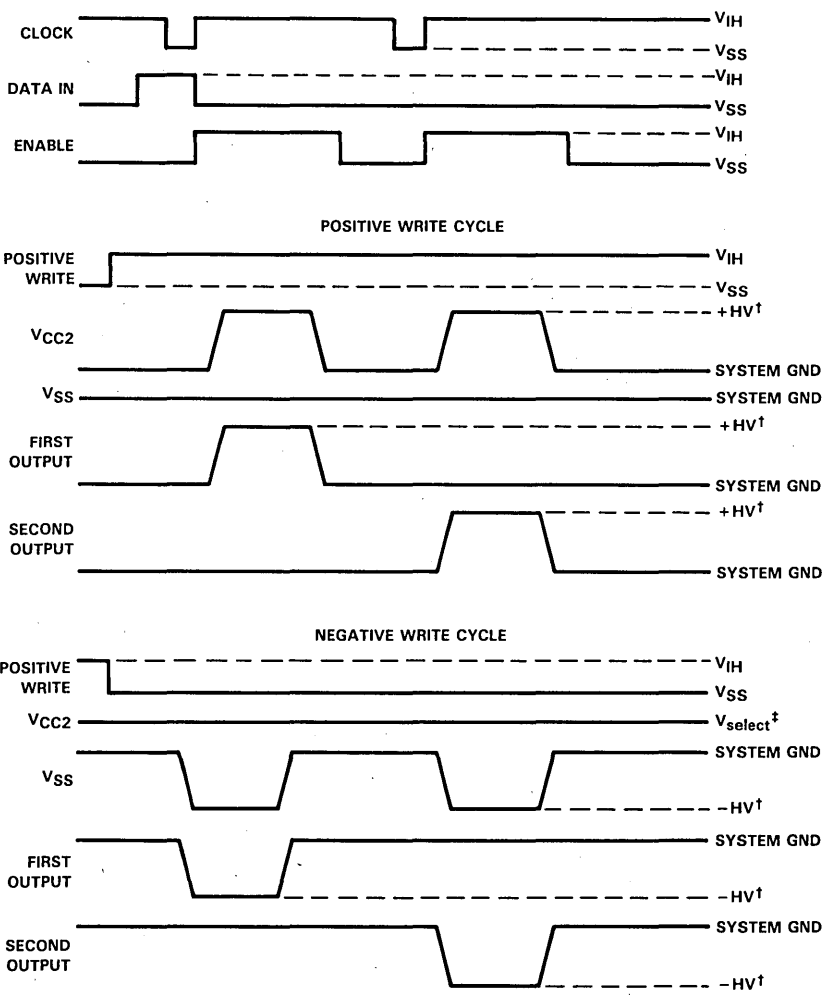 CLOCK
VIH
VSS
DATA IN
VIH
VSS
ENABLE
VIH
VSS
POSITIVE WRITE CYCLE
POSITIVE
WRITE
VIH
VSS
VCC2
+HV†
SYSTEM GND
VSS
SYSTEM GND
FIRST
OUTPUT
+HV†
SYSTEM GND
SECOND
OUTPUT
+HV†
SYSTEM GND
NEGATIVE WRITE CYCLE
POSITIVE
WRITE
VIH
VSS
VCC2
Vselect‡
VSS
SYSTEM GND
−HV†
FIRST
OUTPUT
SYSTEM GND
−HV†
SECOND
OUTPUT
SYSTEM GND
−HV†